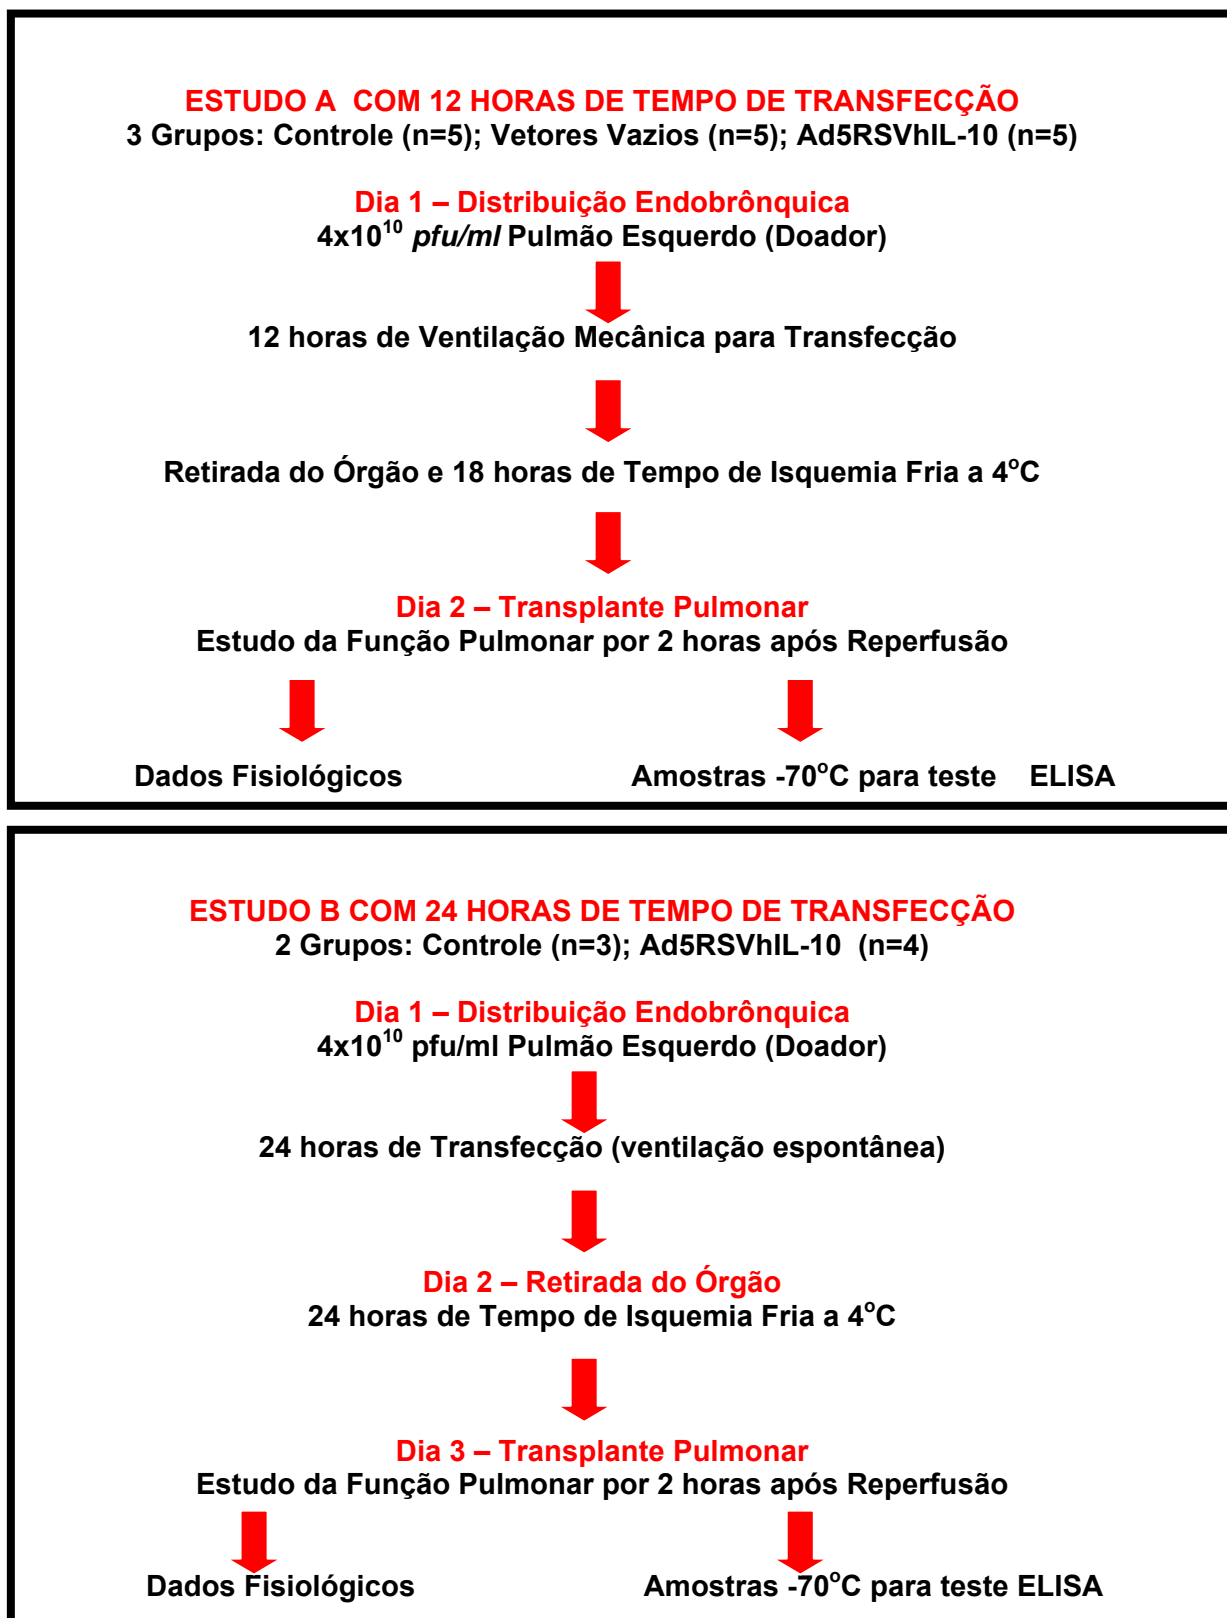 ESTUDO A COM 12 HORAS DE TEMPO DE TRANSFECÇÃO
3 Grupos: Controle (n=5); Vetores Vazios (n=5); Ad5RSVhIL-10 (n=5)
Dia 1 – Distribuição Endobrônquica
4x10¹⁰ pfu/ml Pulmão Esquerdo (Doador)
12 horas de Ventilação Mecânica para Transfecção
Retirada do Órgão e 18 horas de Tempo de Isquemia Fria a 4°C
Dia 2 – Transplante Pulmonar
Estudo da Função Pulmonar por 2 horas após Reperfusão
Dados Fisiológicos Amostras -70°C para teste ELISA
ESTUDO B COM 24 HORAS DE TEMPO DE TRANSFECÇÃO
2 Grupos: Controle (n=3); Ad5RSVhIL-10 (n=4)
Dia 1 – Distribuição Endobrônquica
4x10¹⁰ pfu/ml Pulmão Esquerdo (Doador)
24 horas de Transfecção (ventilação espontânea)
Dia 2 – Retirada do Órgão
24 horas de Tempo de Isquemia Fria a 4°C
Dia 3 – Transplante Pulmonar
Estudo da Função Pulmonar por 2 horas após Reperfusão
Dados Fisiológicos Amostras -70°C para teste ELISA